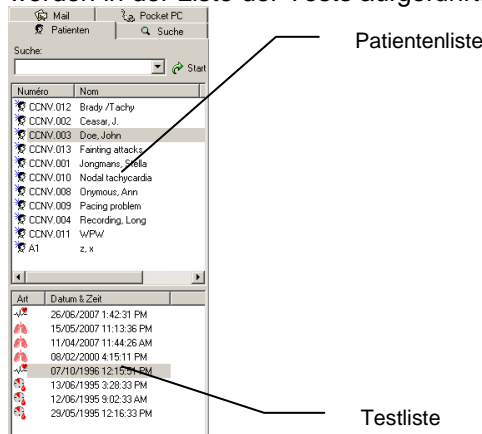 werden in der Liste der Tests aufgeführt
Mail Pocket PC
Patienten Suche
Patientenliste
Suche:
Start
Numéro Nom
CCNV.012 Brady /Tachy
CCNV.002 Ceasar, J.
CCNV.003 Doe, John
CCNV.013 Fainting attacks
CCNV.001 Jongmans, Stella
CCNV.010 Nodal tachycardia
CCNV.008 Onymous, Ann
CCNV.009 Pacing problem
CCNV.004 Recording, Long
CCNV.011 WPW
A1 z, x
Art Datum & Zeit
26/06/2007 1:42:31 PM
15/05/2007 11:13:36 PM
11/04/2007 11:44:26 AM
08/02/2000 4:15:11 PM
07/10/1996 12:15:51 PM
13/06/1995 3:28:33 PM
12/06/1995 9:02:33 AM
29/05/1995 12:16:33 PM
Testliste